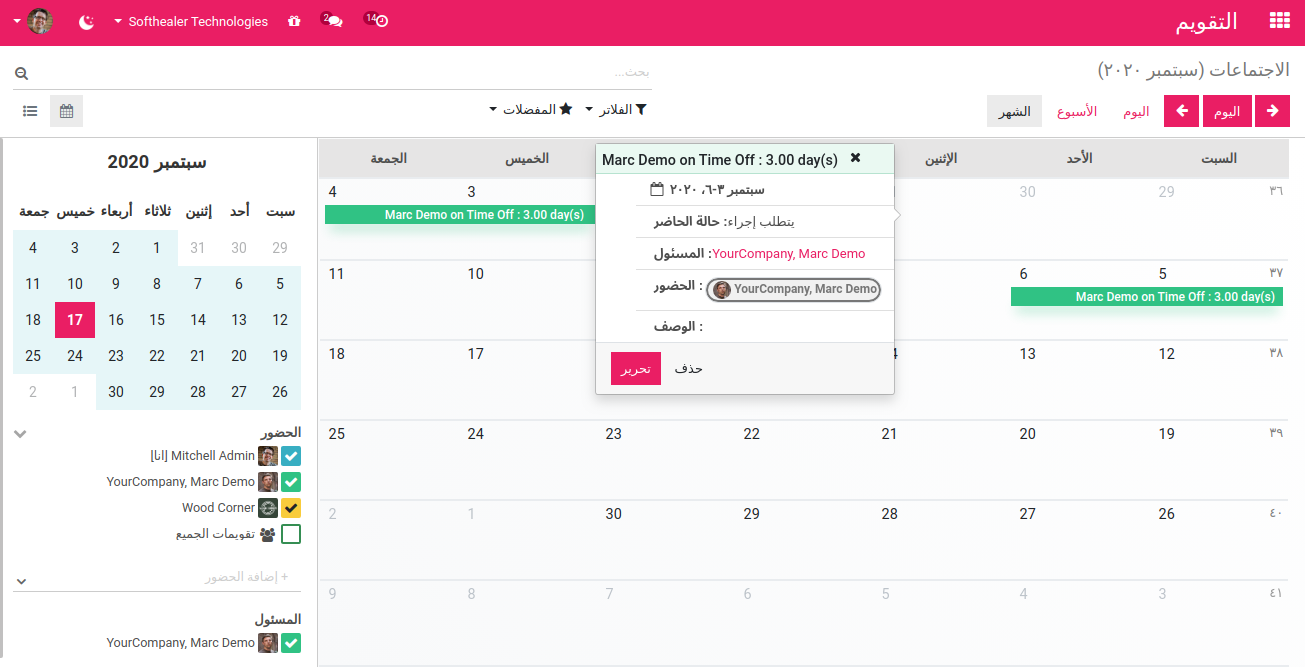 التقويم
14
2
Softhealer Technologies
الاجتماعات (سبتمبر ٢٠٢٠)
بحث...
اليوم
اليوم
الأسبوع
الشهر
الفلاتر
المفضلات
السبت الأحد الإثنين الخميس الجمعة
٣٦ 29 30 3 4
Marc Demo on Time Off : 3.00 day(s)
٣٧ 5 6 10 11
Marc Demo on Time Off : 3.00 day(s)
٣٨ 12 13 17 18
٣٩ 19 20 21 22 23 24 25
٤٠ 26 27 28 29 30 1 2
٤١ 3 4 5 6 7 8 9
Marc Demo on Time Off : 3.00 day(s)
سبتمبر ٣-٦، ٢٠٢٠
حالة الحاضر: يتطلب إجراء
المسئول: YourCompany, Marc Demo
الحضور : YourCompany, Marc Demo
الوصف :
تحرير
حذف
سبتمبر 2020
سبت أحد إثنين ثلاثاء أربعاء خميس جمعة
29 30 31 1 2 3 4
5 6 7 8 9 10 11
12 13 14 15 16 17 18
19 20 21 22 23 24 25
26 27 28 29 30 1 2
الحضور
Mitchell Admin [انا]
YourCompany, Marc Demo
Wood Corner
تقويمات الجميع
+ إضافة الحضور
المسئول
YourCompany, Marc Demo